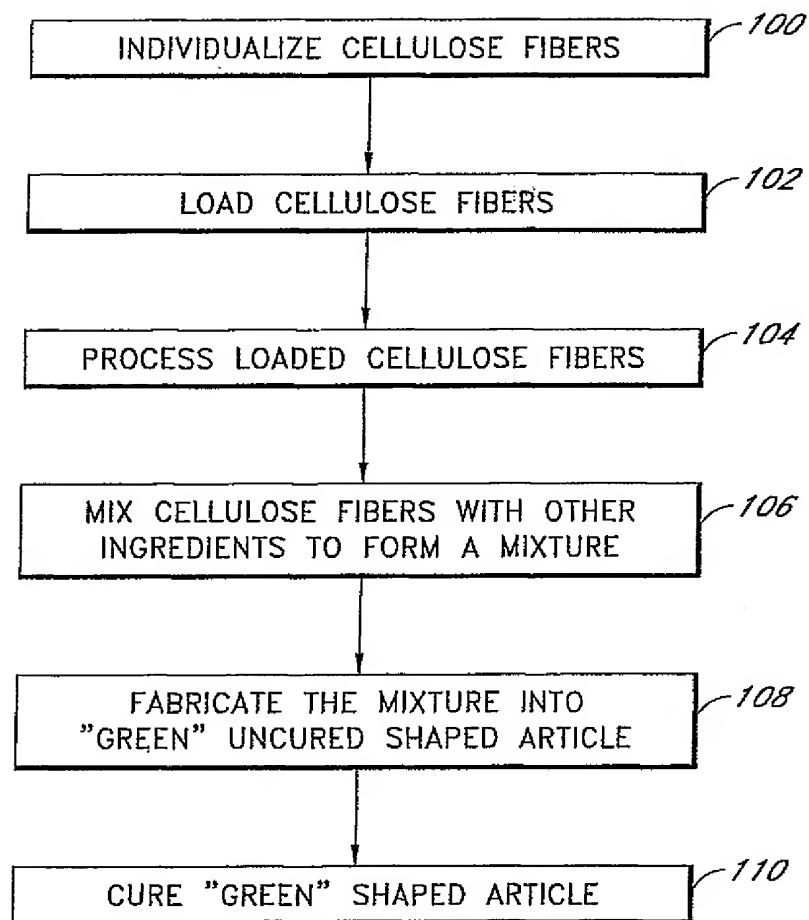 INDIVIDUALIZE CELLULOSE FIBERS
100
LOAD CELLULOSE FIBERS
102
PROCESS LOADED CELLULOSE FIBERS
104
MIX CELLULOSE FIBERS WITH OTHER
INGREDIENTS TO FORM A MIXTURE
106
FABRICATE THE MIXTURE INTO
"GREEN" UNCURED SHAPED ARTICLE
108
CURE "GREEN" SHAPED ARTICLE
110